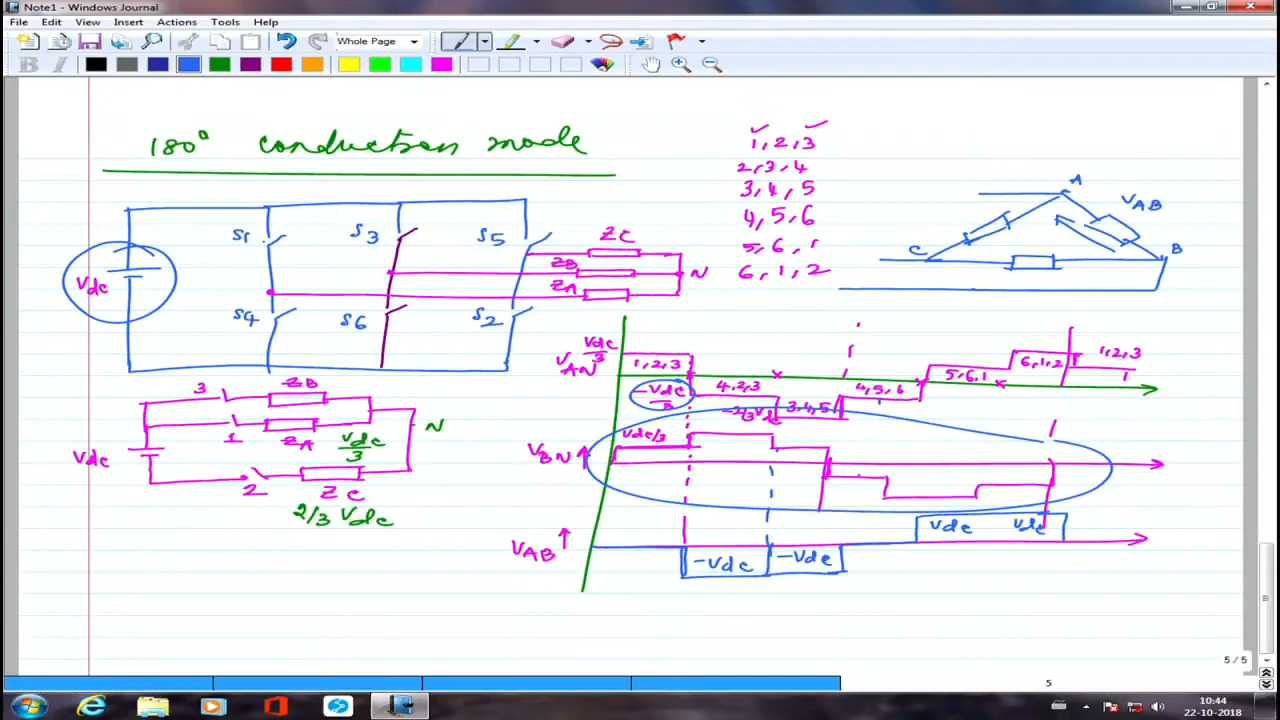 Note1 - Windows Journal
File Edit View Insert Actions Tools Help
Whole Page
B I
180° conduction mode
1, 2, 3
2, 3, 4
3, 4, 5
4, 5, 6
5, 6, 1
6, 1, 2
S1 S3 S5
Vdc
ZC
ZB
ZA
N
S4 S6 S2
A
VAB
C B
VAN
Vdc/3
1, 2, 3
-Vdc/3
4, 2, 3
-2/3 Vdc
3, 4, 5
4, 5, 6
5, 6, 1
6, 1, 2
1, 2, 3
1
3 ZB
1 ZA
Vdc/3
N
Vdc
2 ZC
2/3 Vdc
VBN
Vdc/3
VAB
-Vdc -Vdc
Vdc Vdc
5 / 5
5
10:44
22-10-2018